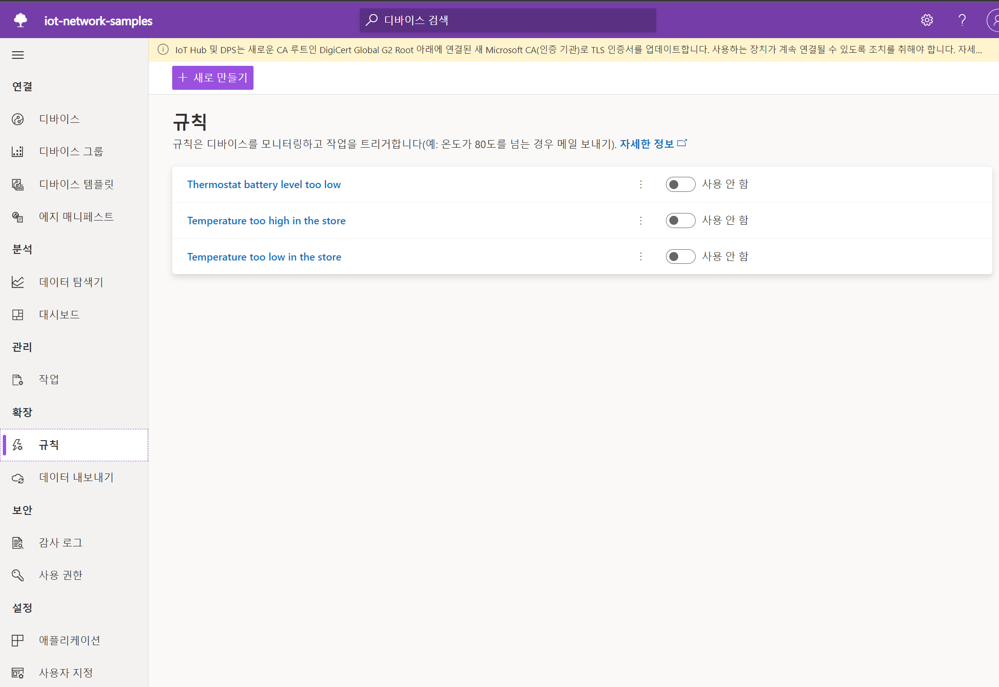 iot-network-samples
디바이스 검색
IoT Hub 및 DPS는 새로운 CA 루트인 DigiCert Global G2 Root 아래에 연결된 새 Microsoft CA(인증 기관)로 TLS 인증서를 업데이트합니다. 사용하는 장치가 계속 연결될 수 있도록 조치를 취해야 합니다. 자세...
새로 만들기
연결
디바이스
디바이스 그룹
디바이스 템플릿
에지 매니페스트
분석
데이터 탐색기
대시보드
관리
작업
확장
규칙
데이터 내보내기
보안
감사 로그
사용 권한
설정
애플리케이션
사용자 지정
규칙
규칙은 디바이스를 모니터링하고 작업을 트리거합니다(예: 온도가 80도를 넘는 경우 메일 보내기). 자세한 정보
Thermostat battery level too low 사용 안 함
Temperature too high in the store 사용 안 함
Temperature too low in the store 사용 안 함